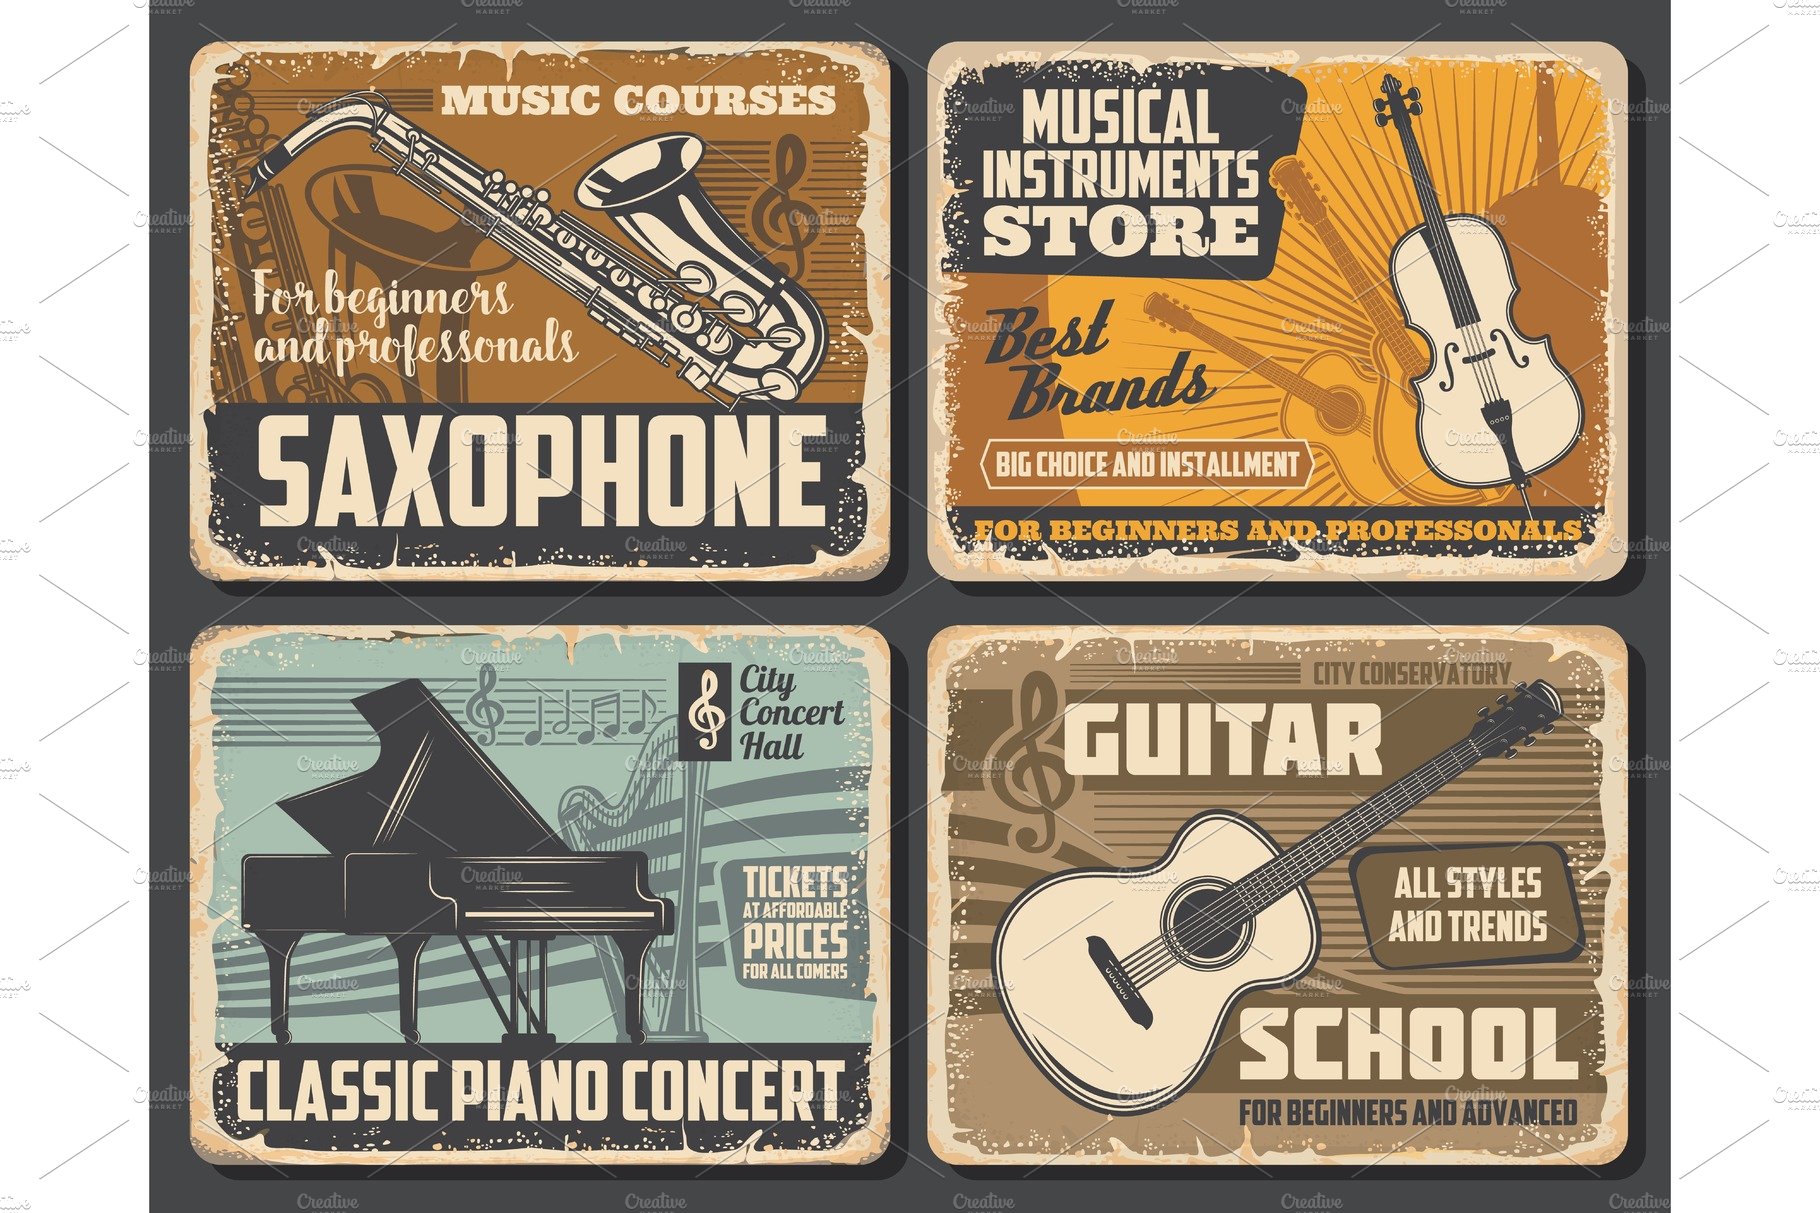 MUSIC COURSES
For beginners
and professonals
SAXOPHONE
MUSICAL
INSTRUMENTS
STORE
Best
Brands
BIG CHOICE AND INSTALLMENT
FOR BEGINNERS AND PROFESSONALS
City
Concert
Hall
TICKETS
AT AFFORDABLE
PRICES
FOR ALL COMERS
CLASSIC PIANO CONCERT
CITY CONSERVATORY
GUITAR
ALL STYLES
AND TRENDS
SCHOOL
FOR BEGINNERS AND ADVANCED
Creative
MARKET